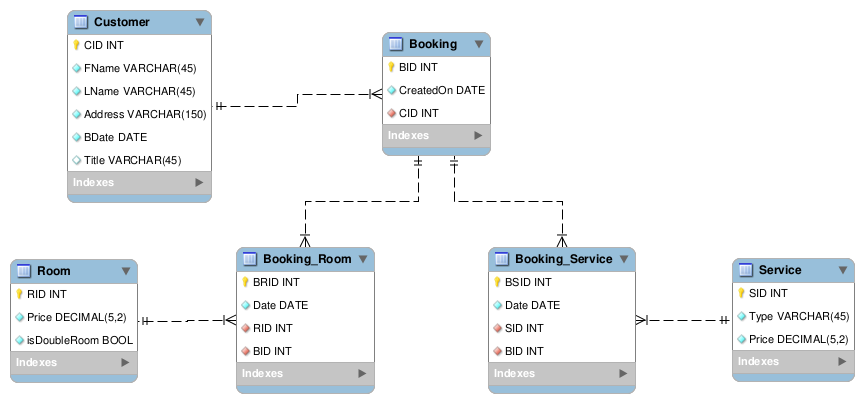 Customer
CID INT
FName VARCHAR(45)
LName VARCHAR(45)
Address VARCHAR(150)
BDate DATE
Title VARCHAR(45)
Indexes
Booking
BID INT
CreatedOn DATE
CID INT
Indexes
Room
RID INT
Price DECIMAL(5,2)
isDoubleRoom BOOL
Indexes
Booking_Room
BRID INT
Date DATE
RID INT
BID INT
Indexes
Booking_Service
BSID INT
Date DATE
SID INT
BID INT
Indexes
Service
SID INT
Type VARCHAR(45)
Price DECIMAL(5,2)
Indexes